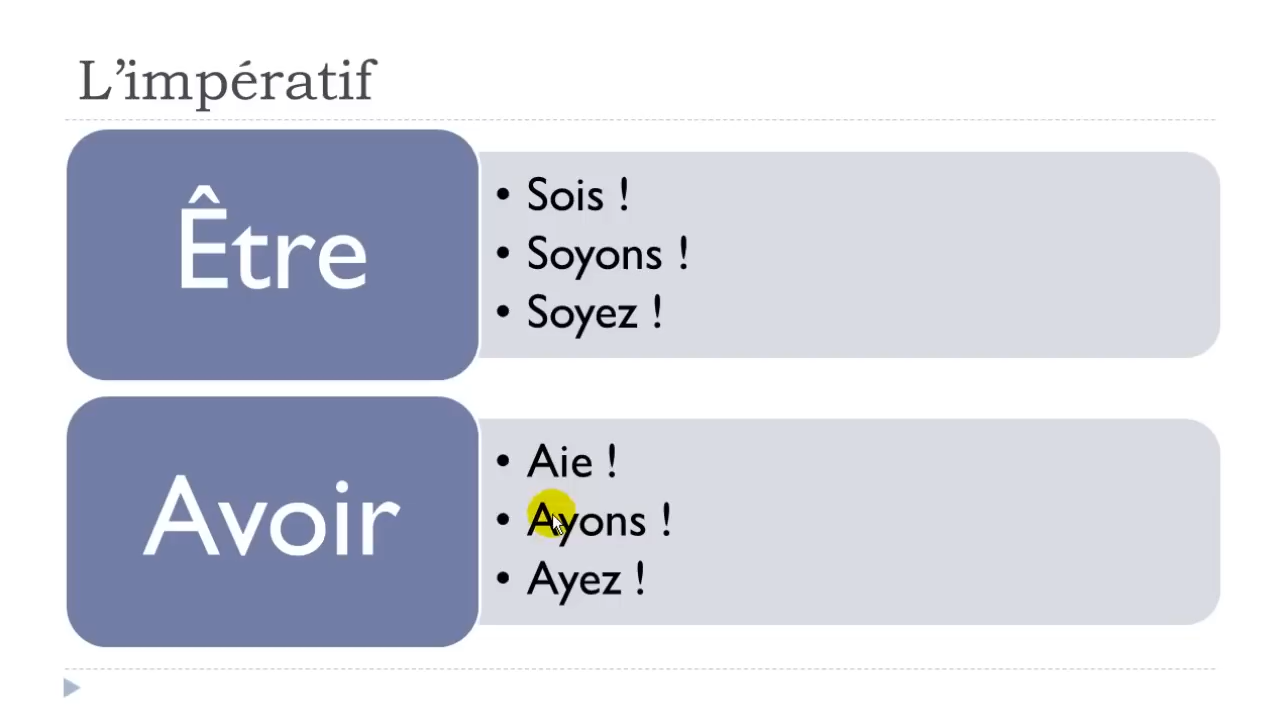 L’impératif
Être
• Sois !
• Soyons !
• Soyez !
Avoir
• Aie !
• Ayons !
• Ayez !